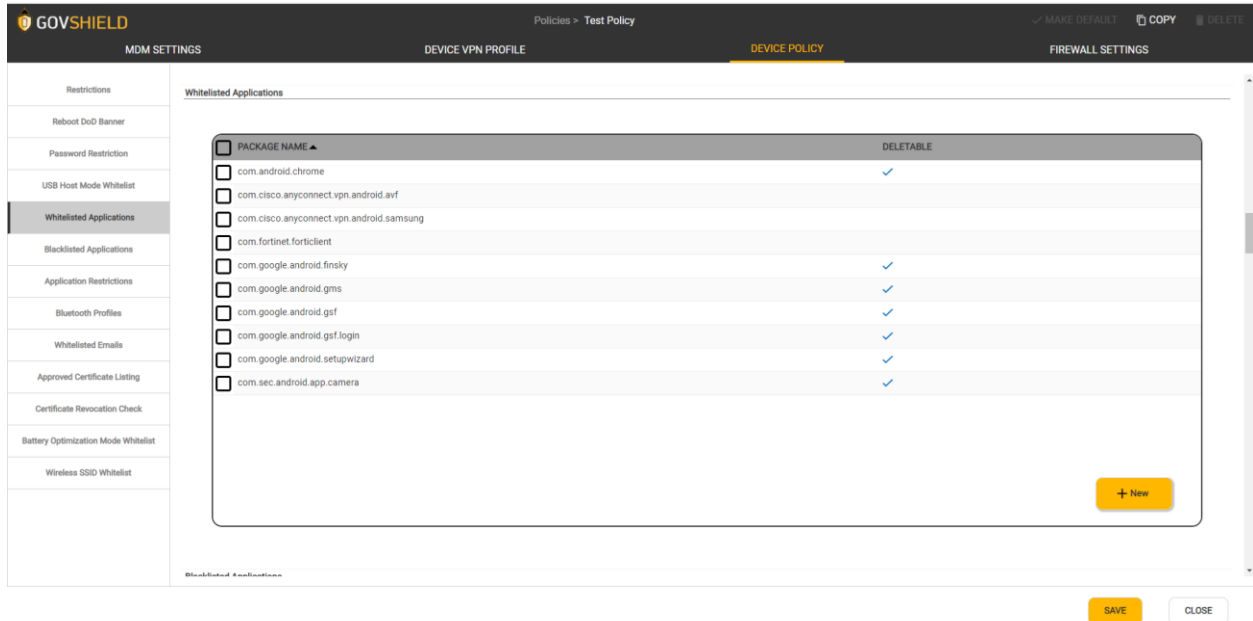 GOVSHIELD
Policies > Test Policy
MAKE DEFAULT COPY DELETE
MDM SETTINGS DEVICE VPN PROFILE DEVICE POLICY FIREWALL SETTINGS
Restrictions
Reboot DoD Banner
Password Restriction
USB Host Mode Whitelist
Whitelisted Applications
Blacklisted Applications
Application Restrictions
Bluetooth Profiles
Whitelisted Emails
Approved Certificate Listing
Certificate Revocation Check
Battery Optimization Mode Whitelist
Wireless SSID Whitelist
Whitelisted Applications
PACKAGE NAME DELETABLE
com.android.chrome
com.cisco.anyconnect.vpn.android.avf
com.cisco.anyconnect.vpn.android.samsung
com.fortinet.forticlient
com.google.android.finsky
com.google.android.gms
com.google.android.gsf
com.google.android.gsf.login
com.google.android.setupwizard
com.sec.android.app.camera
+ New
Blacklisted Applications
SAVE CLOSE